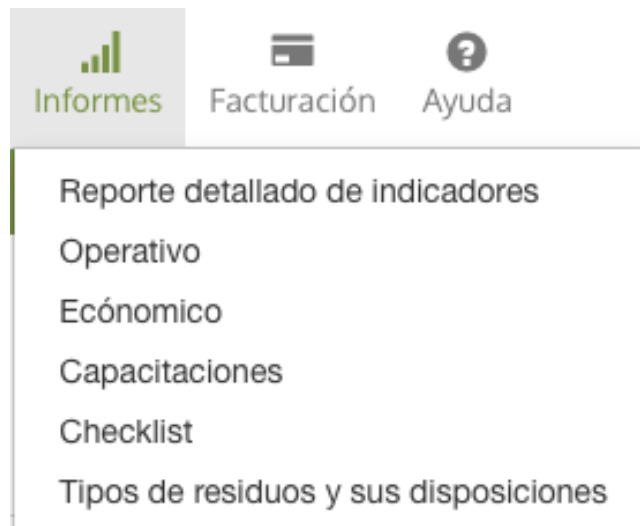 Informes Facturación Ayuda
Reporte detallado de indicadores
Operativo
Ecónomico
Capacitaciones
Checklist
Tipos de residuos y sus disposiciones